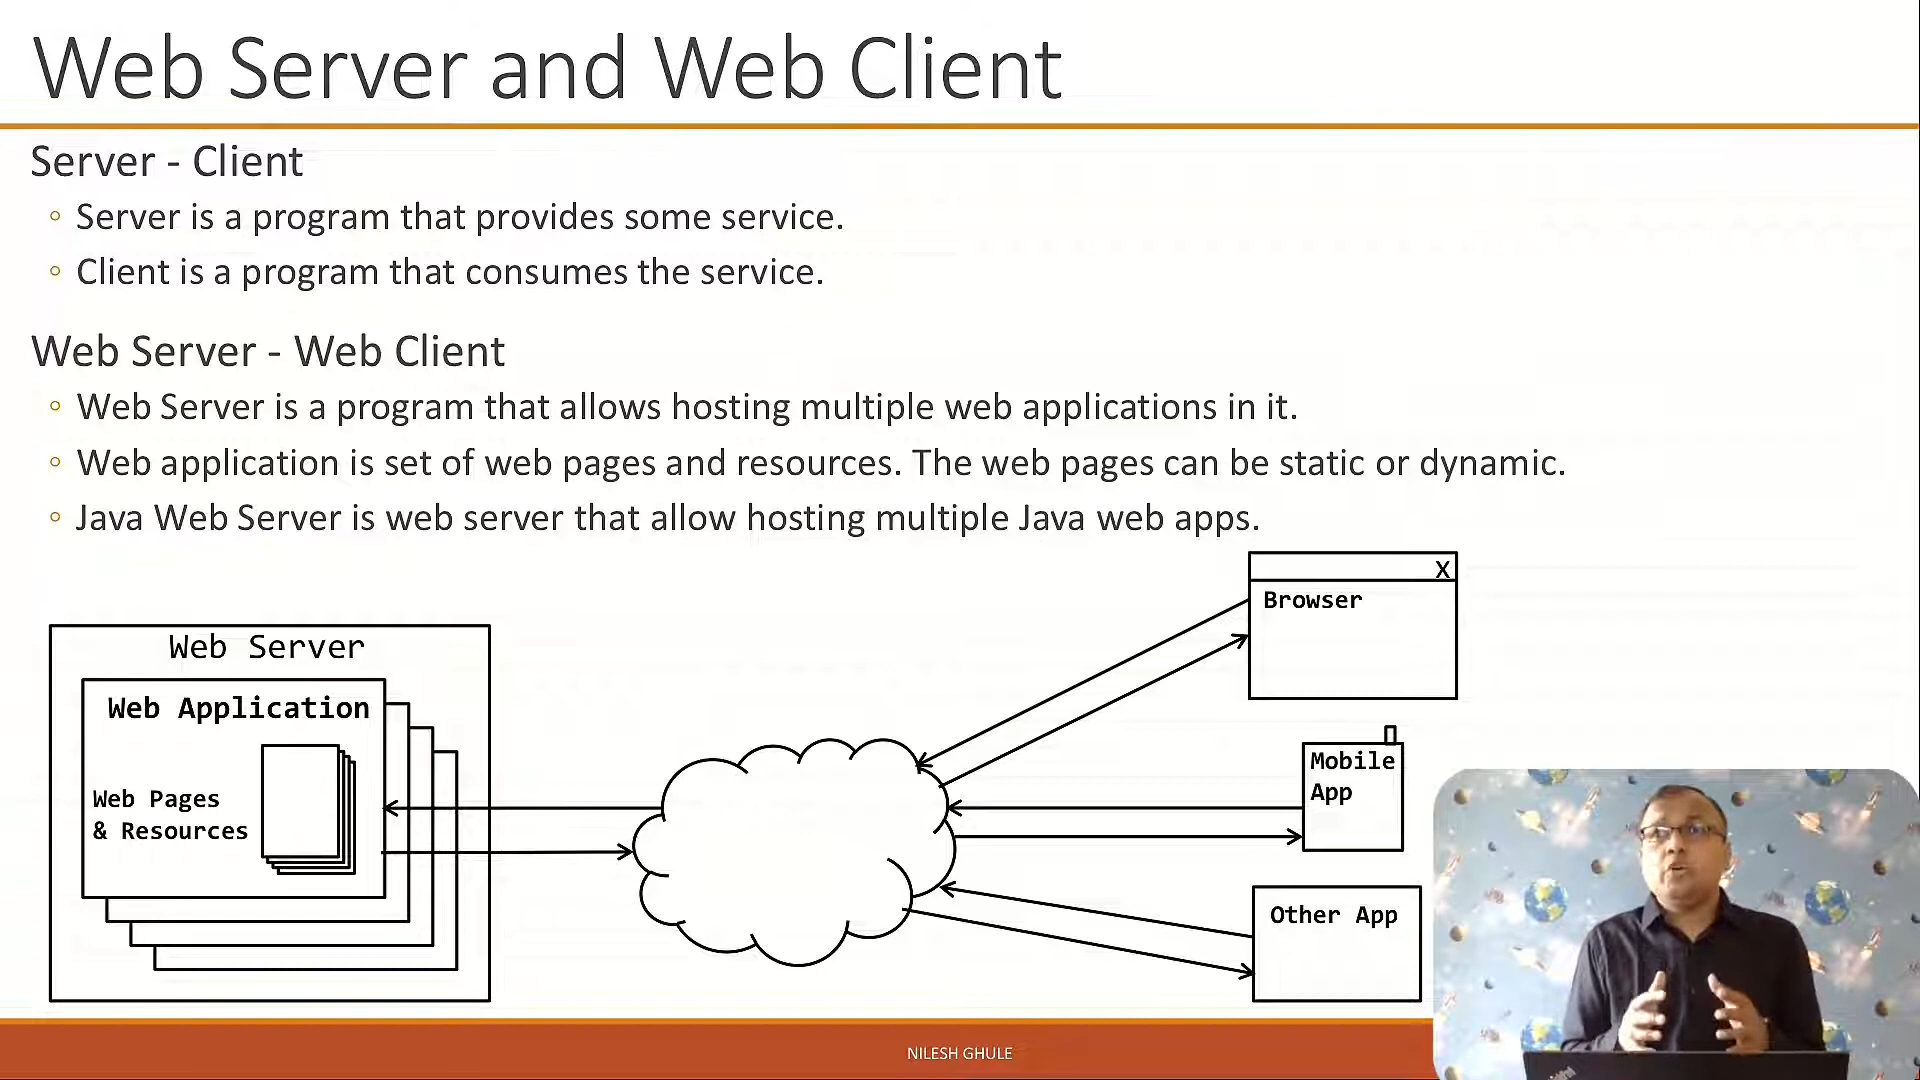 Web Server and Web Client
Server - Client
◦ Server is a program that provides some service.
◦ Client is a program that consumes the service.
Web Server - Web Client
◦ Web Server is a program that allows hosting multiple web applications in it.
◦ Web application is set of web pages and resources. The web pages can be static or dynamic.
◦ Java Web Server is web server that allow hosting multiple Java web apps.
Web Server
Web Application
Web Pages
& Resources
X
Browser
Mobile
App
Other App
NILESH GHULE